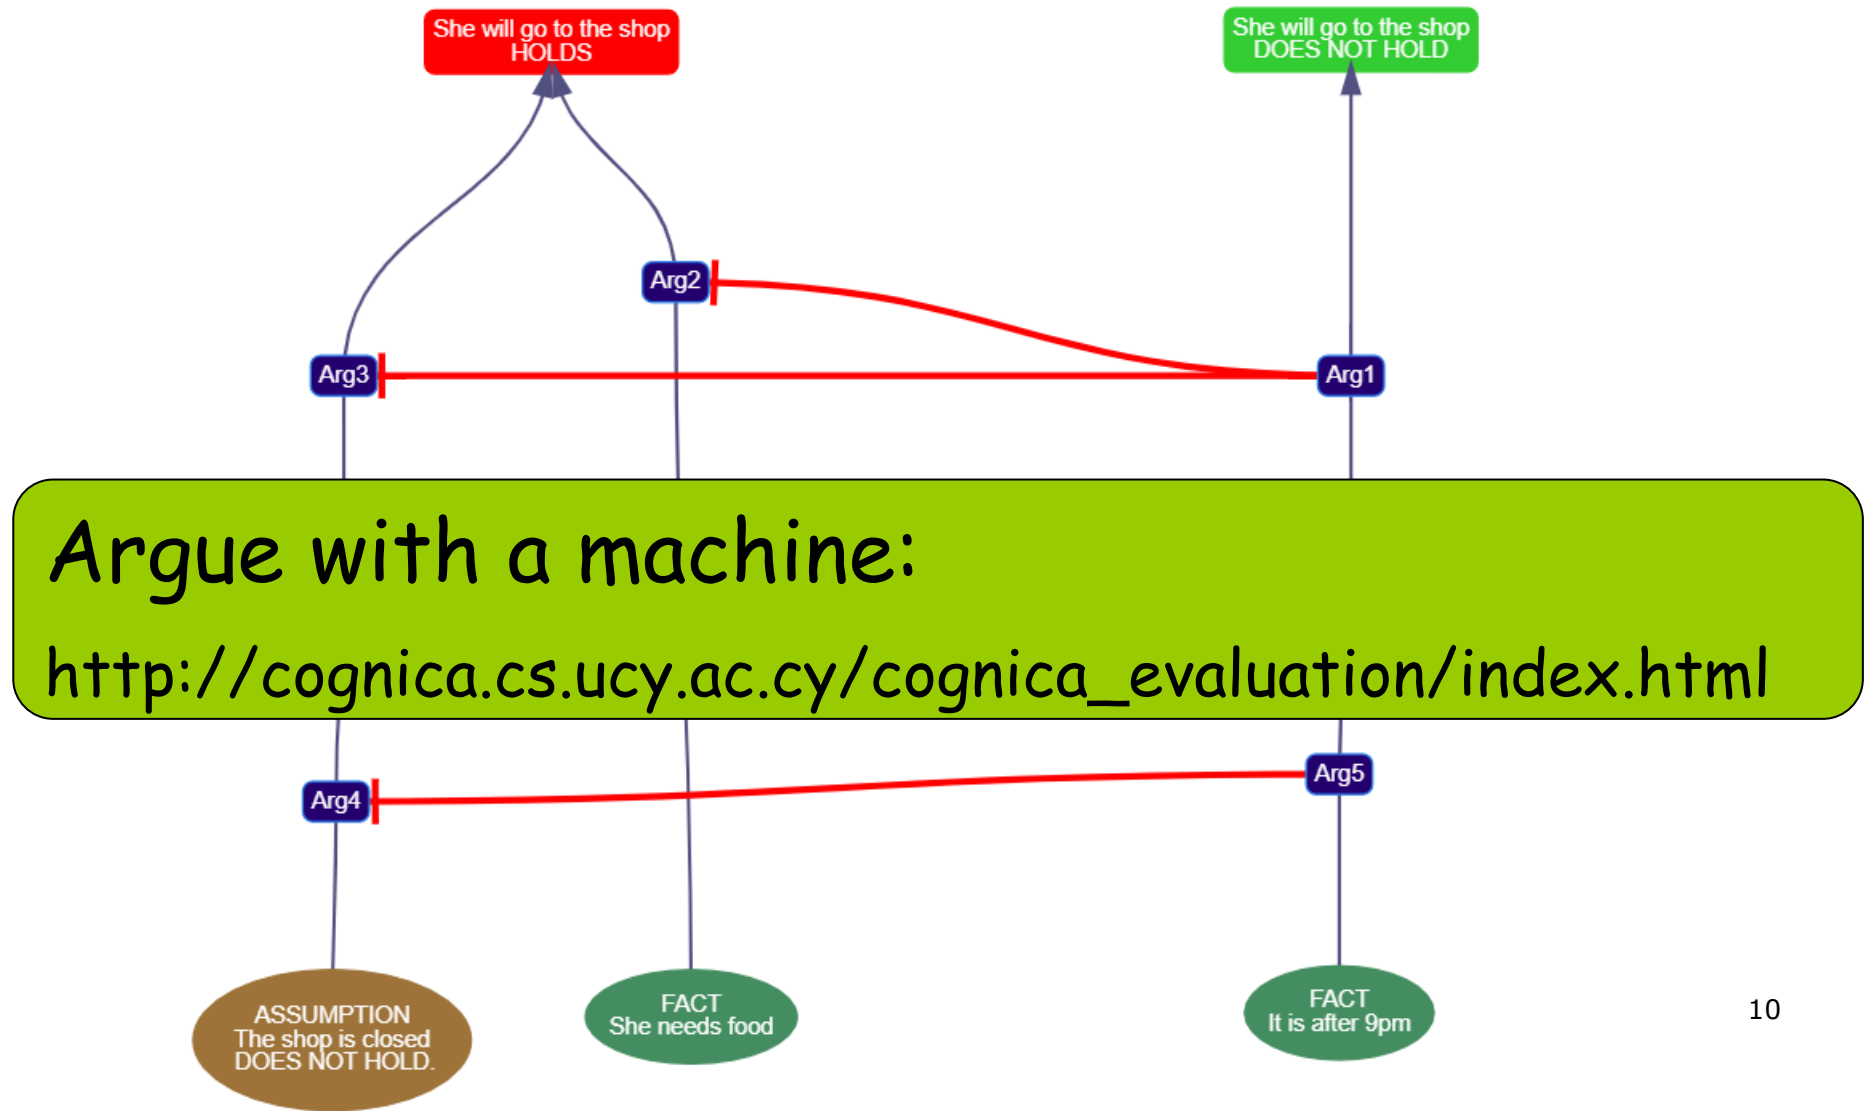 She will go to the shop
HOLDS
She will go to the shop
DOES NOT HOLD
Arg2
Arg3
Arg1
Argue with a machine:
http://cognica.cs.ucy.ac.cy/cognica_evaluation/index.html
Arg5
Arg4
ASSUMPTION
The shop is closed
DOES NOT HOLD.
FACT
She needs food
FACT
It is after 9pm
10